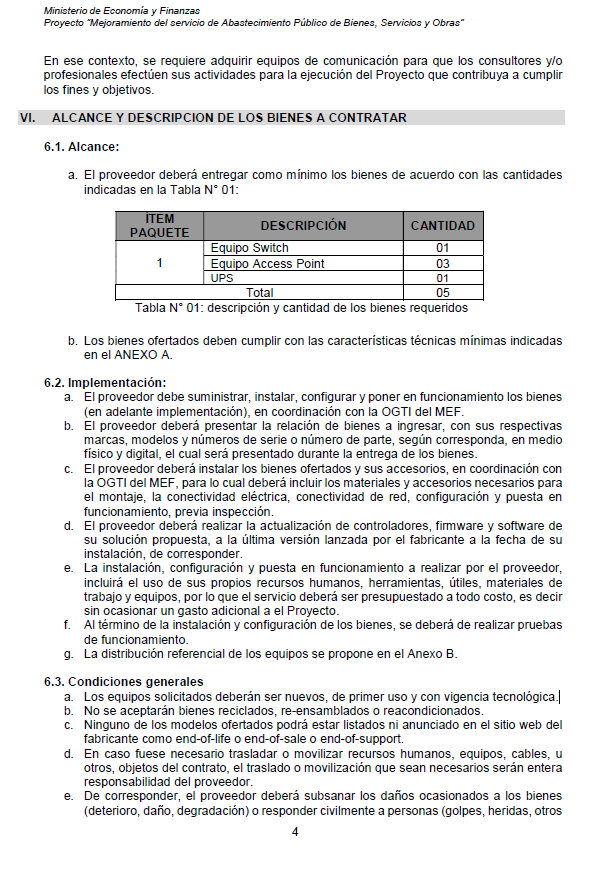 Ministerio de Economía y Finanzas
Proyecto "Mejoramiento del servicio de Abastecimiento Público de Bienes, Servicios y Obras"
En ese contexto, se requiere adquirir equipos de comunicación para que los consultores y/o
profesionales efectúen sus actividades para la ejecución del Proyecto que contribuya a cumplir
los fines y objetivos.
VI. ALCANCE Y DESCRIPCION DE LOS BIENES A CONTRATAR
6.1. Alcance:
a. El proveedor deberá entregar como mínimo los bienes de acuerdo con las cantidades
indicadas en la Tabla N° 01:
ÍTEM PAQUETE DESCRIPCIÓN CANTIDAD
1 Equipo Switch 01
Equipo Access Point 03
UPS 01
Total 05
Tabla N° 01: descripción y cantidad de los bienes requeridos
b. Los bienes ofertados deben cumplir con las características técnicas mínimas indicadas
en el ANEXO A.
6.2. Implementación:
a. El proveedor debe suministrar, instalar, configurar y poner en funcionamiento los bienes
(en adelante implementación), en coordinación con la OGTI del MEF.
b. El proveedor deberá presentar la relación de bienes a ingresar, con sus respectivas
marcas, modelos y números de serie o número de parte, según corresponda, en medio
físico y digital, el cual será presentado durante la entrega de los bienes.
c. El proveedor deberá instalar los bienes ofertados y sus accesorios, en coordinación con
la OGTI del MEF, para lo cual deberá incluir los materiales y accesorios necesarios para
el montaje, la conectividad eléctrica, conectividad de red, configuración y puesta en
funcionamiento, previa inspección.
d. El proveedor deberá realizar la actualización de controladores, firmware y software de
su solución propuesta, a la última versión lanzada por el fabricante a la fecha de su
instalación, de corresponder.
e. La instalación, configuración y puesta en funcionamiento a realizar por el proveedor,
incluirá el uso de sus propios recursos humanos, herramientas, útiles, materiales de
trabajo y equipos, por lo que el servicio deberá ser presupuestado a todo costo, es decir
sin ocasionar un gasto adicional a el Proyecto.
f. Al término de la instalación y configuración de los bienes, se deberá de realizar pruebas
de funcionamiento.
g. La distribución referencial de los equipos se propone en el Anexo B.
6.3. Condiciones generales
a. Los equipos solicitados deberán ser nuevos, de primer uso y con vigencia tecnológica.
b. No se aceptarán bienes reciclados, re-ensamblados o reacondicionados.
c. Ninguno de los modelos ofertados podrá estar listados ni anunciado en el sitio web del
fabricante como end-of-life o end-of-sale o end-of-support.
d. En caso fuese necesario trasladar o movilizar recursos humanos, equipos, cables, u
otros, objetos del contrato, el traslado o movilización que sean necesarios serán entera
responsabilidad del proveedor.
e. De corresponder, el proveedor deberá subsanar los daños ocasionados a los bienes
(deterioro, daño, degradación) o responder civilmente a personas (golpes, heridas, otros
4